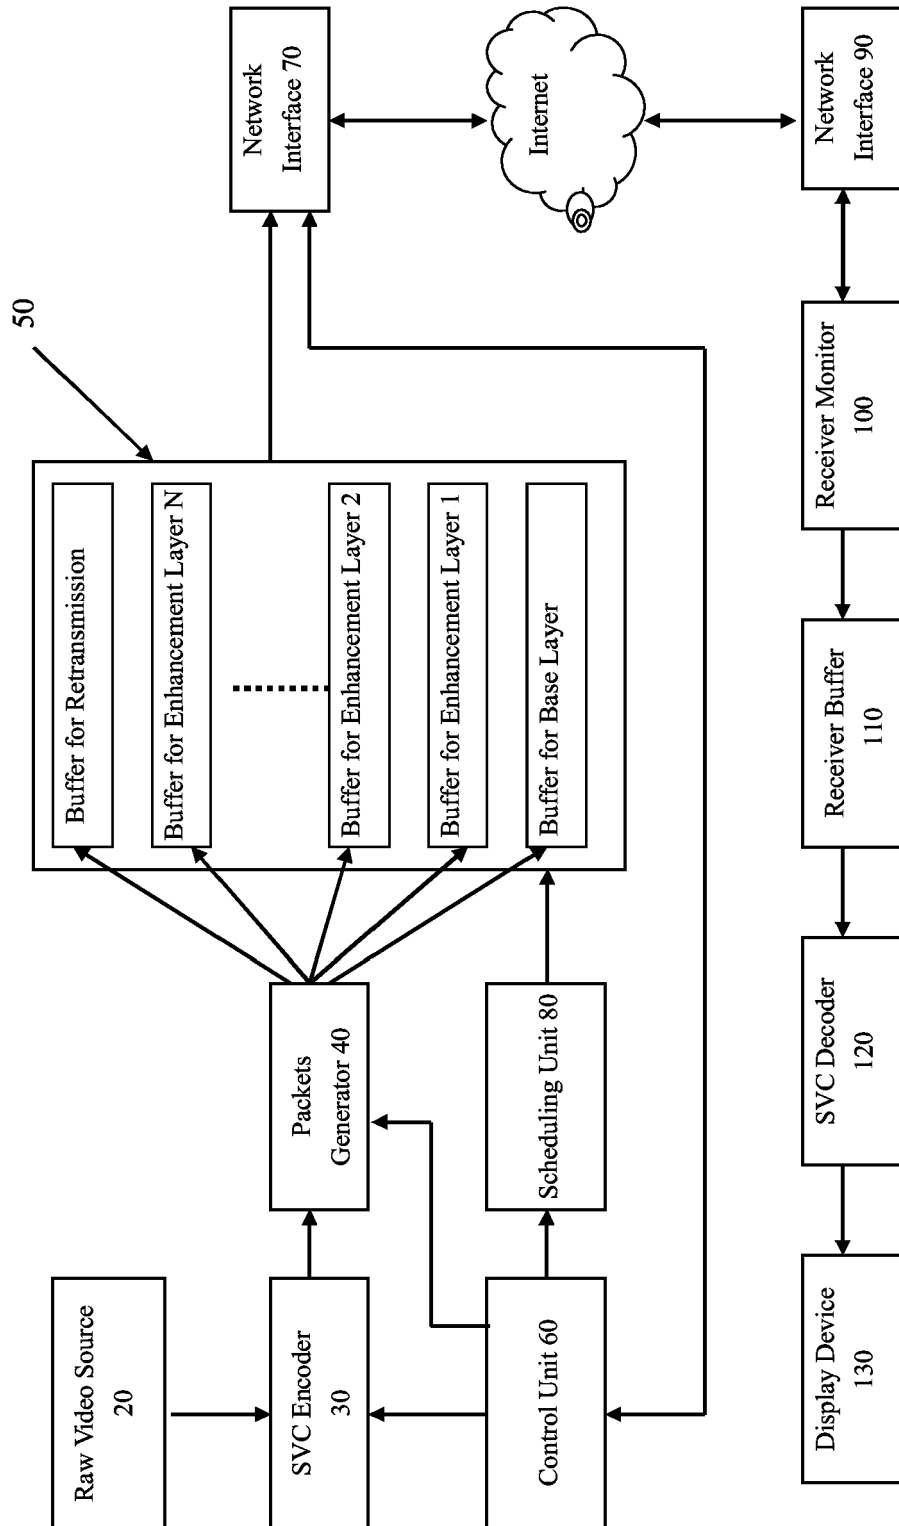 Raw Video Source
20
SVC Encoder
30
Control Unit 60
Packets
Generator 40
Scheduling Unit 80
50
Buffer for Retransmission
Buffer for Enhancement Layer N
Buffer for Enhancement Layer 2
Buffer for Enhancement Layer 1
Buffer for Base Layer
Network
Interface 70
Internet
Network
Interface 90
Receiver Monitor
100
Receiver Buffer
110
SVC Decoder
120
Display Device
130